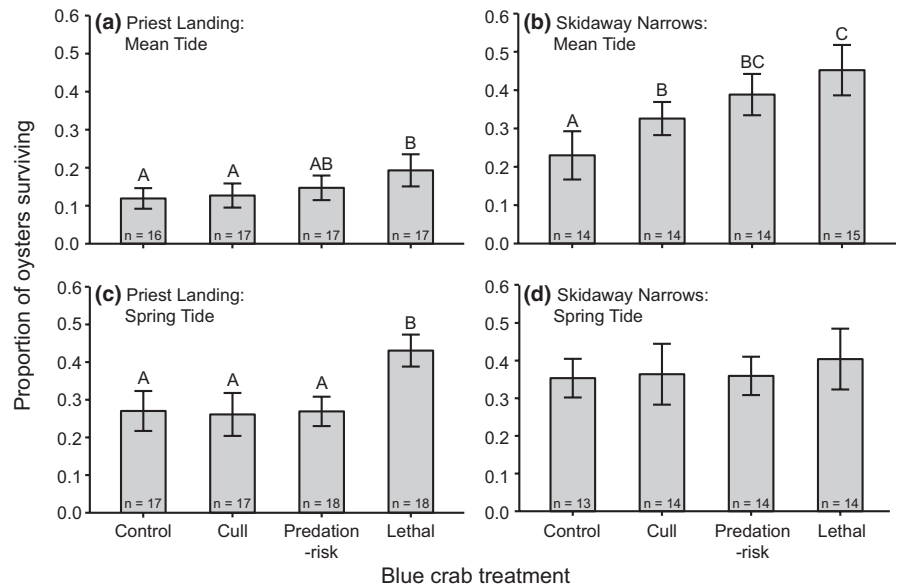 Proportion of oysters surviving
(a) Priest Landing:
Mean Tide
0.6
0.5
0.4
0.3
0.2
0.1
0.0
A
A
AB
B
n = 16
n = 17
n = 17
n = 17
(b) Skidaway Narrows:
Mean Tide
0.6
0.5
0.4
0.3
0.2
0.1
0.0
A
B
BC
C
n = 14
n = 14
n = 14
n = 15
(c) Priest Landing:
Spring Tide
0.6
0.5
0.4
0.3
0.2
0.1
0.0
A
A
A
B
n = 17
n = 17
n = 18
n = 18
Control
Cull
Predation
-risk
Lethal
(d) Skidaway Narrows:
Spring Tide
0.6
0.5
0.4
0.3
0.2
0.1
0.0
n = 13
n = 14
n = 14
n = 14
Control
Cull
Predation
-risk
Lethal
Blue crab treatment